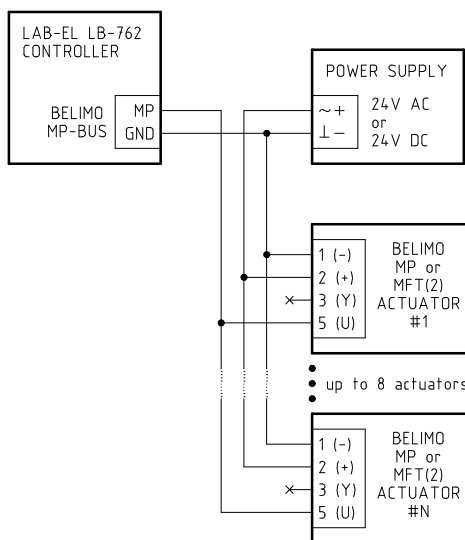 LAB-EL LB-762
CONTROLLER
BELIMO
MP-BUS
MP
GND
POWER SUPPLY
~+
⊥-
24V AC
or
24V DC
1 (-)
2 (+)
3 (Y)
5 (U)
BELIMO
MP or
MFT(2)
ACTUATOR
#1
up to 8 actuators
1 (-)
2 (+)
3 (Y)
5 (U)
BELIMO
MP or
MFT(2)
ACTUATOR
#N